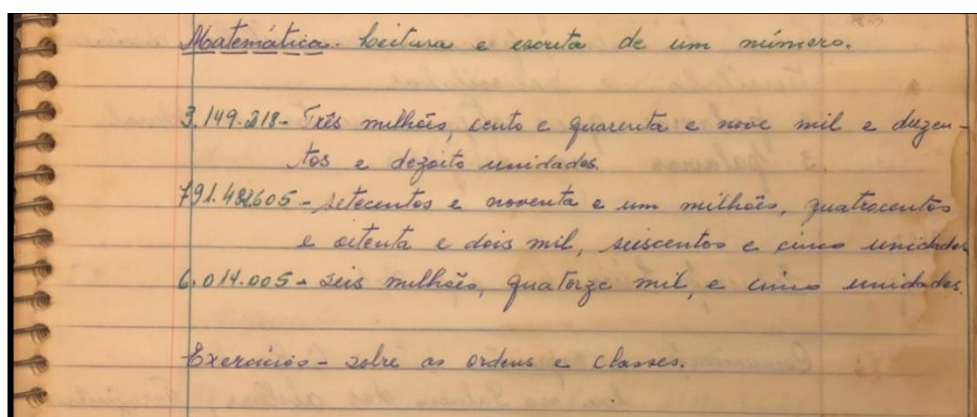 Matemática. Leitura e escrita de um número.
3.149.218 - Três milhões, cento e quarenta e nove mil e duzen-
tos e dezoito unidades.
791.482.605 - setecentos e noventa e um milhões, quatrocentos
e oitenta e dois mil, seiscentos e cinco unidades
6.014.005 - seis milhões, quatorze mil, e cinco unidades.
Exercícios - sobre as ordens e classes.